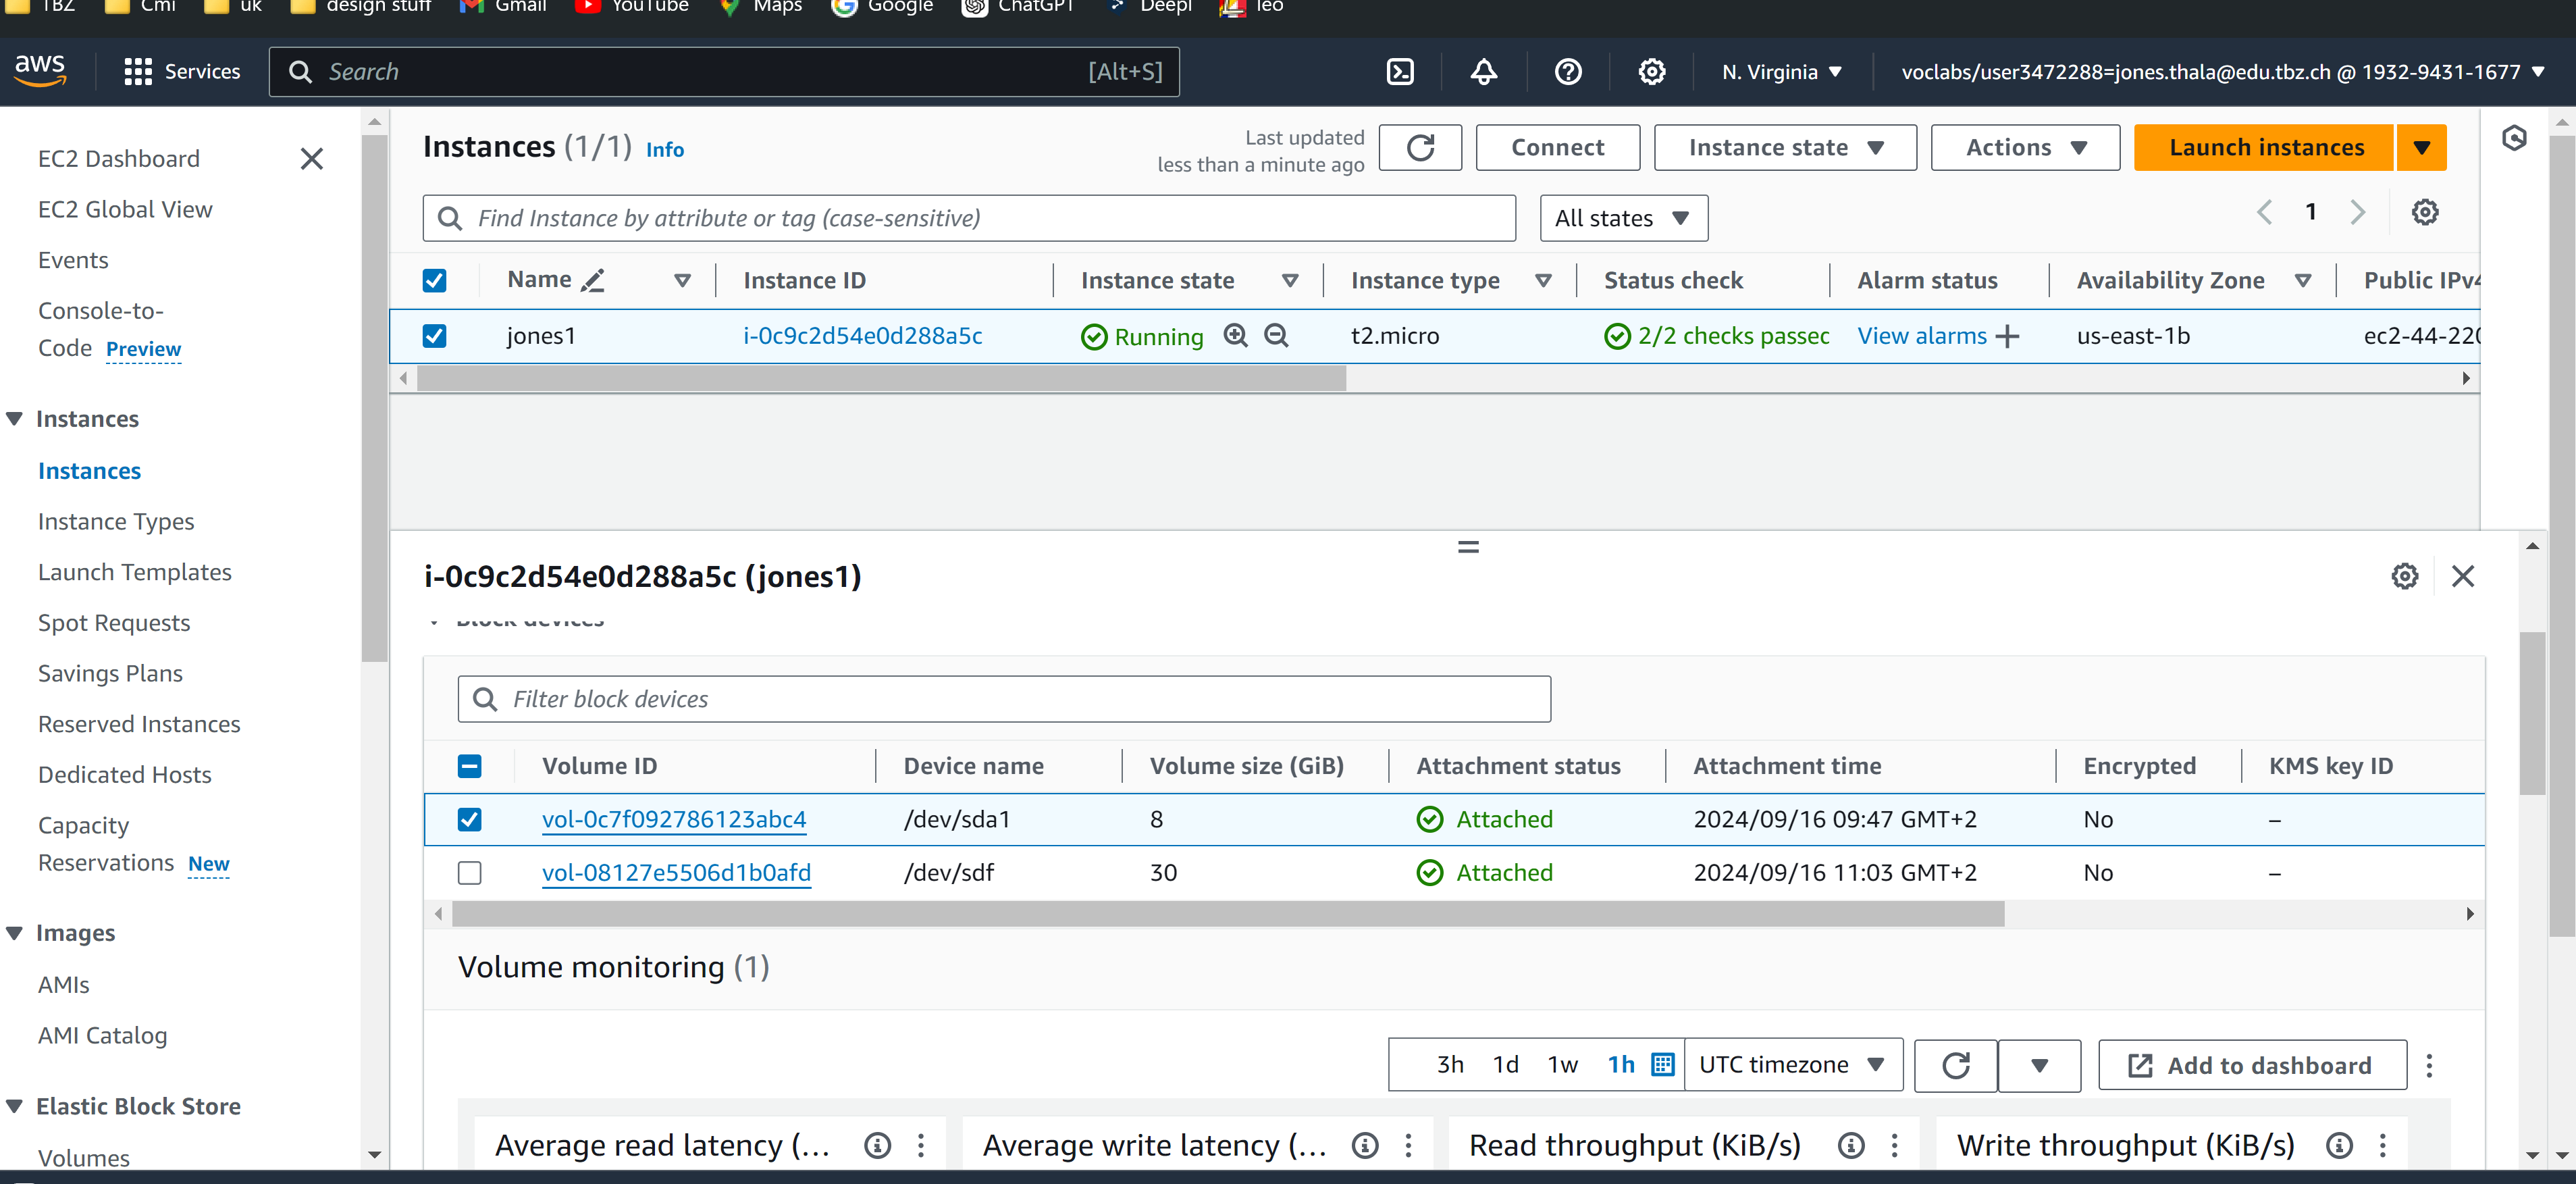 TBZ Cmi uk design stuff Gmail YouTube Maps Google ChatGPT Deepl leo
aws Services Search [Alt+S] N. Virginia voclabs/user3472288=jones.thala@edu.tbz.ch @ 1932-9431-1677
EC2 Dashboard
EC2 Global View
Events
Console-to-
Code Preview
Instances
Instances
Instance Types
Launch Templates
Spot Requests
Savings Plans
Reserved Instances
Dedicated Hosts
Capacity
Reservations New
Images
AMIs
AMI Catalog
Elastic Block Store
Volumes
Instances (1/1) Info
Last updated
less than a minute ago
Connect Instance state Actions Launch instances
Find Instance by attribute or tag (case-sensitive) All states 1
Name Instance ID Instance state Instance type Status check Alarm status Availability Zone Public IPv4
jones1 i-0c9c2d54e0d288a5c Running t2.micro 2/2 checks passec View alarms us-east-1b ec2-44-220
i-0c9c2d54e0d288a5c (jones1)
Block devices
Filter block devices
Volume ID Device name Volume size (GiB) Attachment status Attachment time Encrypted KMS key ID
vol-0c7f092786123abc4 /dev/sda1 8 Attached 2024/09/16 09:47 GMT+2 No –
vol-08127e5506d1b0afd /dev/sdf 30 Attached 2024/09/16 11:03 GMT+2 No –
Volume monitoring (1)
3h 1d 1w 1h UTC timezone Add to dashboard
Average read latency (... Average write latency (... Read throughput (KiB/s) Write throughput (KiB/s)